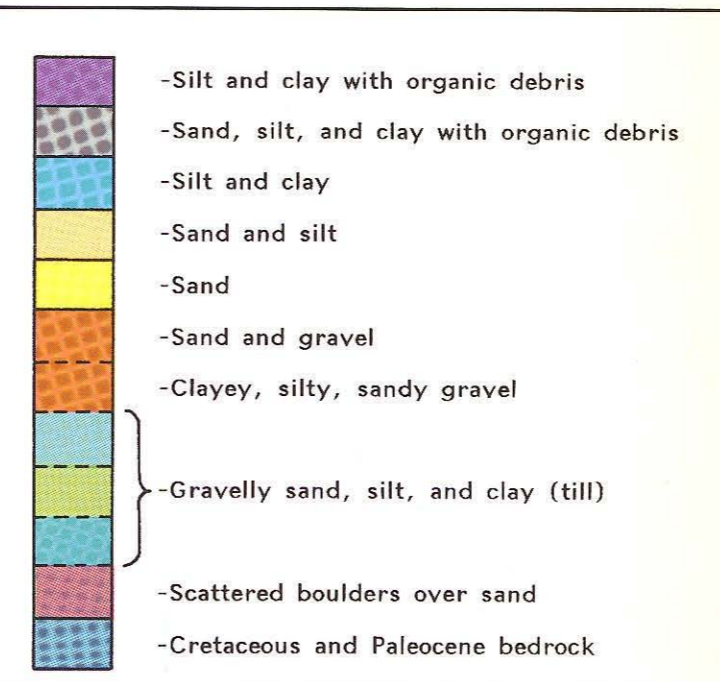 -Silt and clay with organic debris
-Sand, silt, and clay with organic debris
-Silt and clay
-Sand and silt
-Sand
-Sand and gravel
-Clayey, silty, sandy gravel
-Gravelly sand, silt, and clay (till)
-Scattered boulders over sand
-Cretaceous and Paleocene bedrock